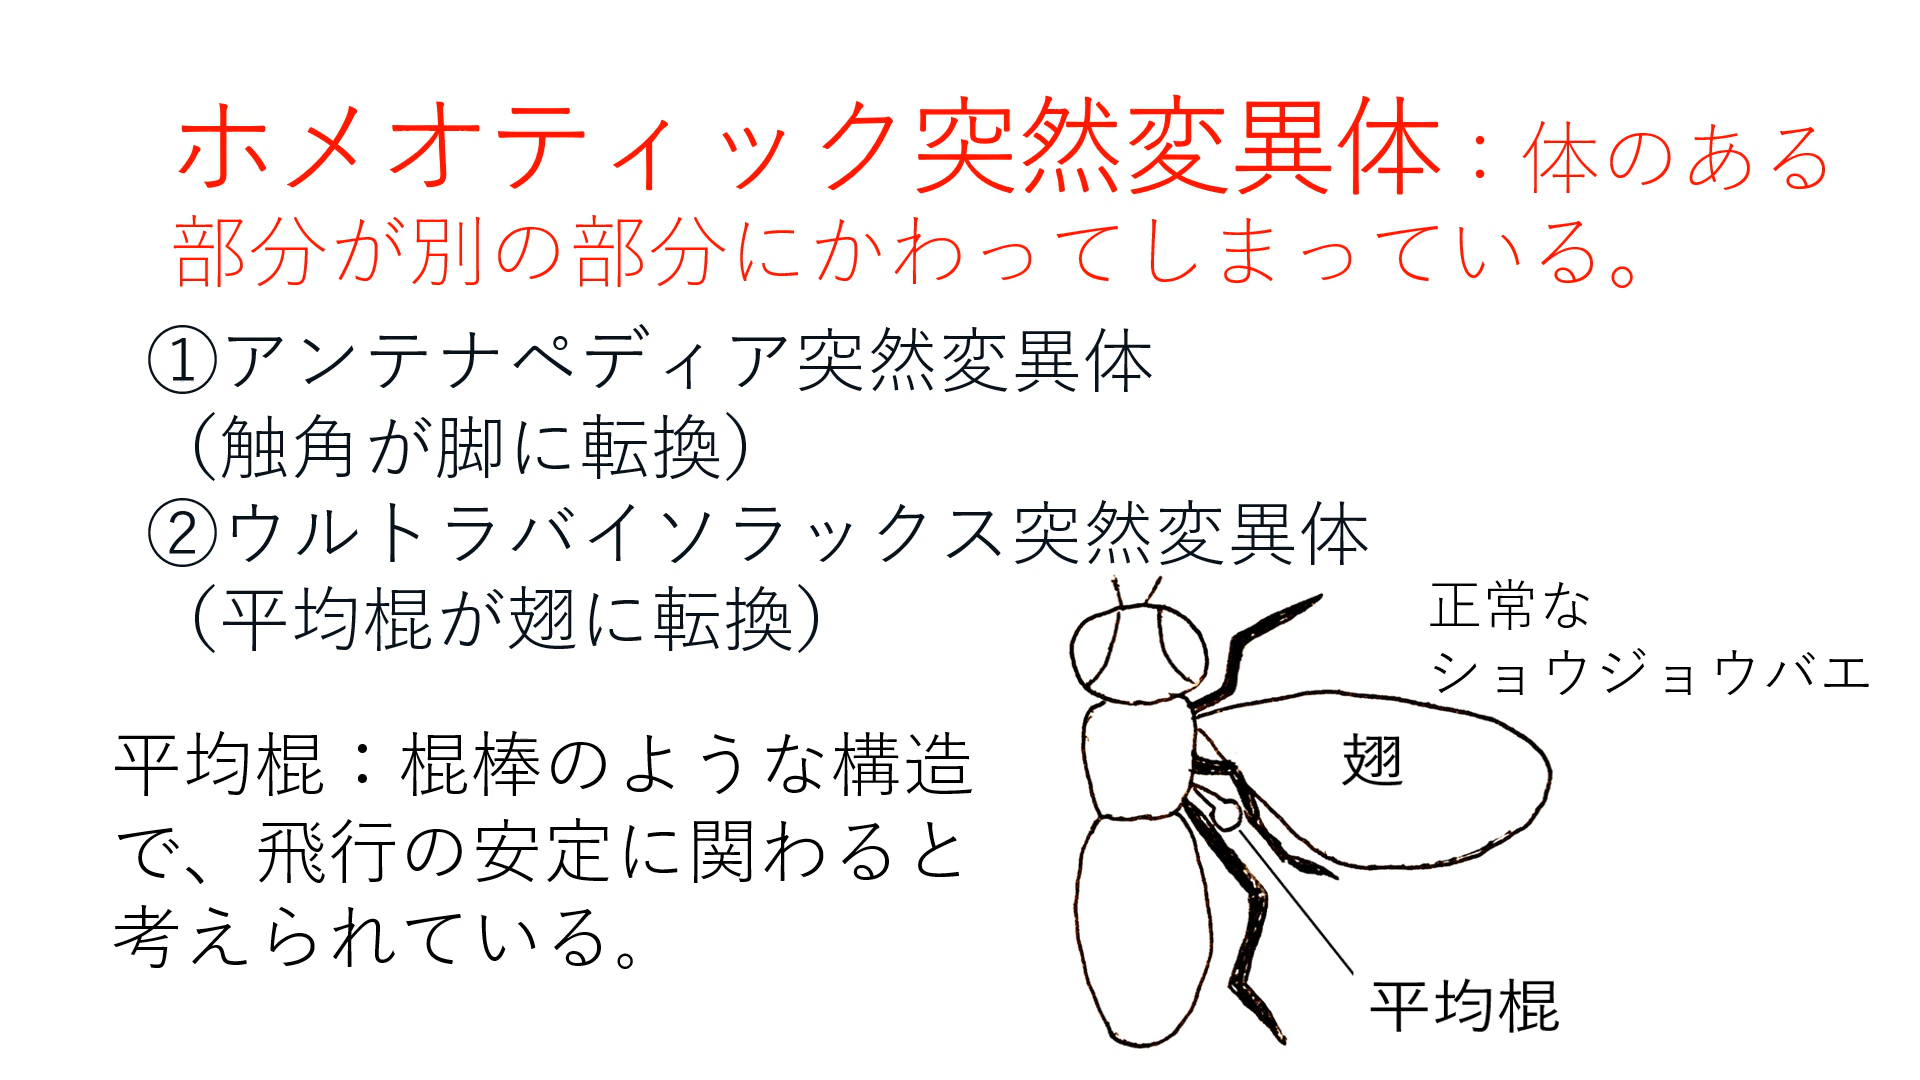 ホメオティック突然変異体：体のある
部分が別の部分にかわってしまっている。
①アンテナペディア突然変異体
（触角が脚に転換）
②ウルトラバイソラックス突然変異体
（平均棍が翅に転換）
正常な
ショウジョウバエ
翅
平均棍：棍棒のような構造
で、飛行の安定に関わると
考えられている。
平均棍